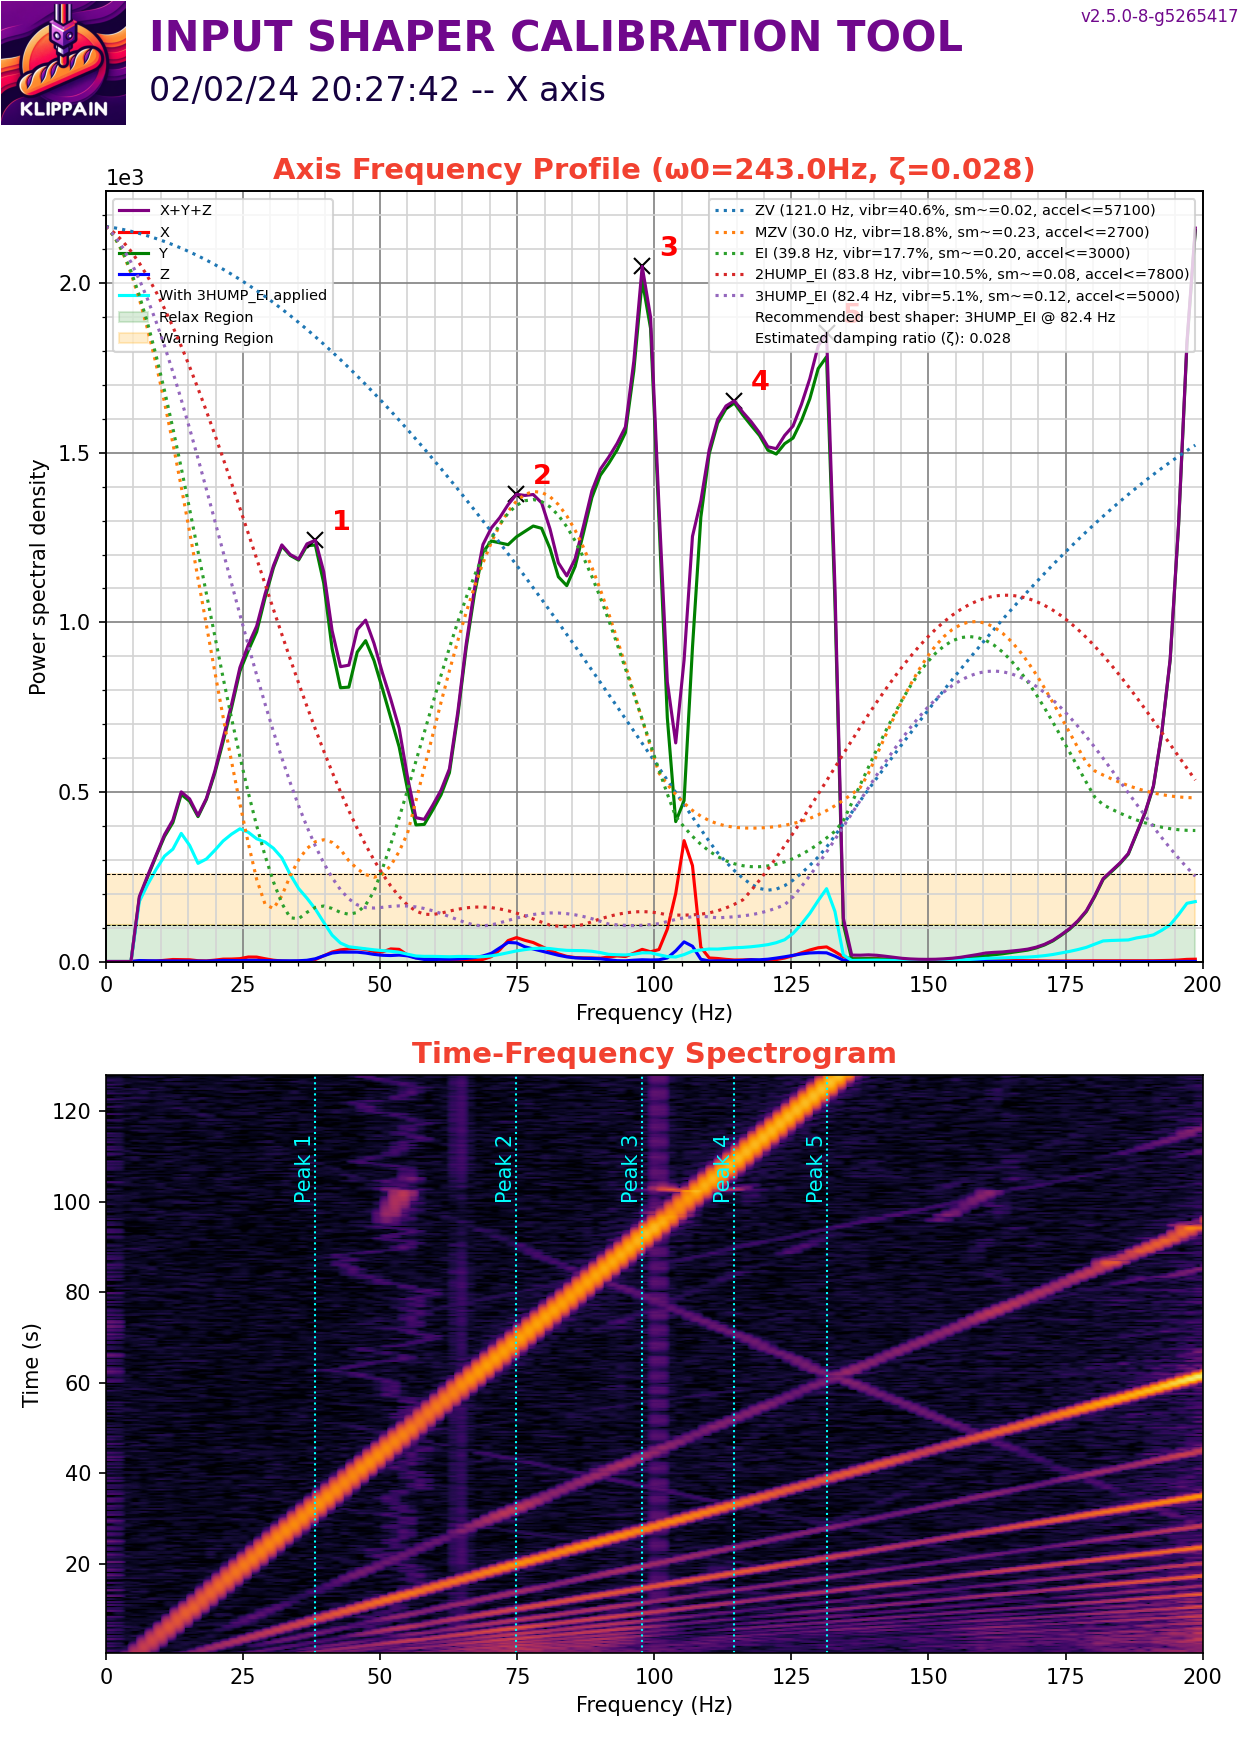 KLIPPAIN
INPUT SHAPER CALIBRATION TOOL
v2.5.0-8-g5265417
02/02/24 20:27:42 -- X axis
Axis Frequency Profile (ω0=243.0Hz, ζ=0.028)
1e3
X+Y+Z
X
Y
Z
With 3HUMP_EI applied
Relax Region
Warning Region
ZV (121.0 Hz, vibr=40.6%, sm~=0.02, accel<=57100)
MZV (30.0 Hz, vibr=18.8%, sm~=0.23, accel<=2700)
EI (39.8 Hz, vibr=17.7%, sm~=0.20, accel<=3000)
2HUMP_EI (83.8 Hz, vibr=10.5%, sm~=0.08, accel<=7800)
3HUMP_EI (82.4 Hz, vibr=5.1%, sm~=0.12, accel<=5000)
Recommended best shaper: 3HUMP_EI @ 82.4 Hz
Estimated damping ratio (ζ): 0.028
1
2
3
4
5
Power spectral density
2.0
1.5
1.0
0.5
0.0
0 25 50 75 100 125 150 175 200
Frequency (Hz)
Time-Frequency Spectrogram
Time (s)
120
100
80
60
40
20
Peak 1
Peak 2
Peak 3
Peak 4
Peak 5
0 25 50 75 100 125 150 175 200
Frequency (Hz)